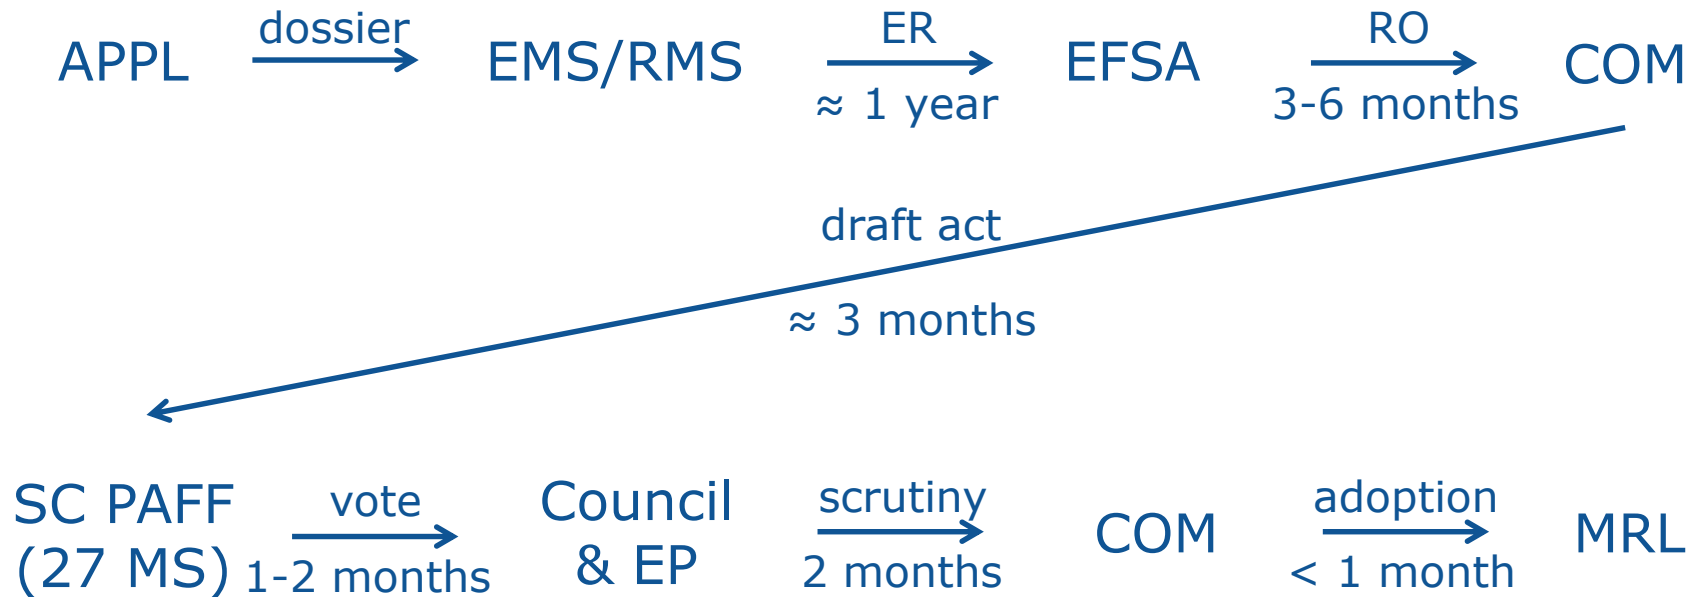 APPL
dossier
EMS/RMS
ER
≈ 1 year
EFSA
RO
3-6 months
COM
draft act
≈ 3 months
SC PAFF
(27 MS)
vote
1-2 months
Council
& EP
scrutiny
2 months
COM
adoption
< 1 month
MRL